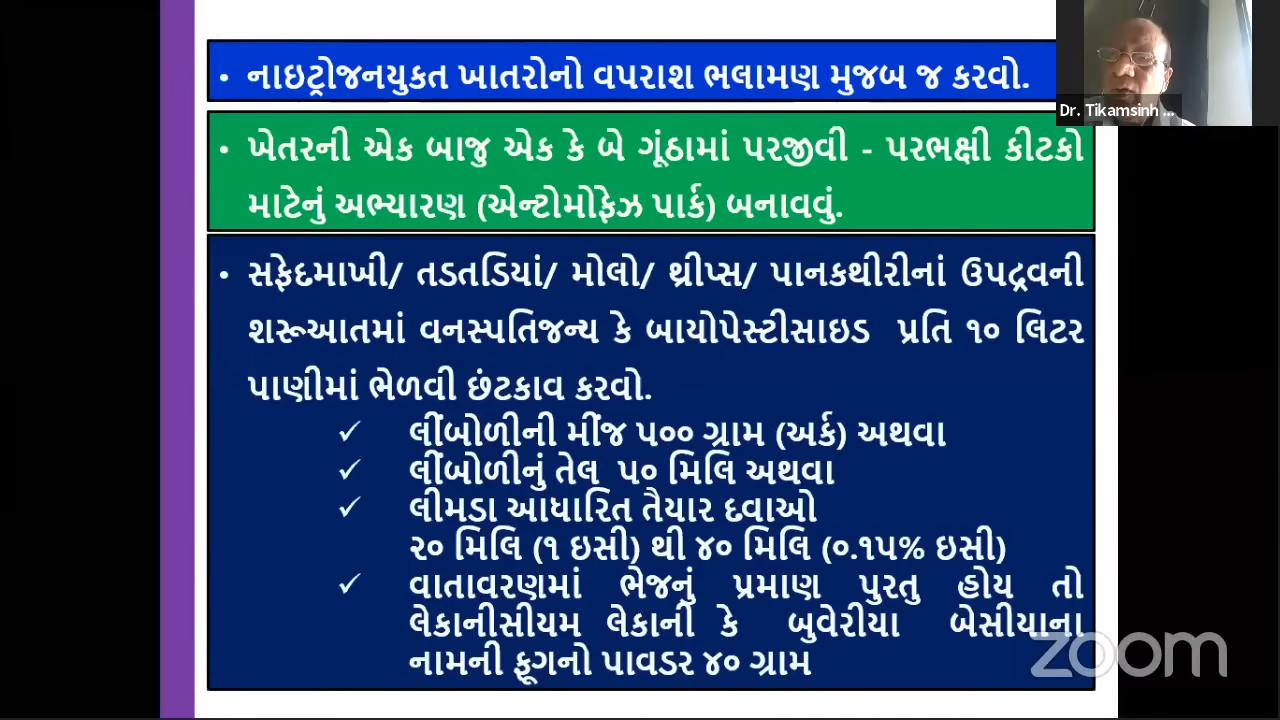 • નાઇટ્રોજનયુકત ખાતરોનો વપરાશ ભલામણ મુજબ જ કરવો.
Dr. Tikamsinh ...
• ખેતરની એક બાજુ એક કે બે ગૂંઠામાં પરજીવી - પરભક્ષી કીટકો
માટેનું અભ્યારણ (એન્ટોમોફેઝ પાર્ક) બનાવવું.
• સફેદમાખી/ તડતડિયાં/ મોલો/ થ્રીપ્સ/ પાનકથીરીનાં ઉપદ્રવની
શરૂઆતમાં વનસ્પતિજન્ય કે બાયોપેસ્ટીસાઇડ પ્રતિ ૧૦ લિટર
પાણીમાં ભેળવી છંટકાવ કરવો.
✓ લીંબોળીની મીંજ ૫૦૦ ગ્રામ (અર્ક) અથવા
✓ લીંબોળીનું તેલ ૫૦ મિલિ અથવા
✓ લીમડા આધારિત તૈયાર દવાઓ
૨૦ મિલિ (૧ ઇસી) થી ૪૦ મિલિ (૦.૧૫% ઇસી)
✓ વાતાવરણમાં ભેજનું પ્રમાણ પુરતુ હોય તો
લેકાનીસીયમ લેકાની કે બુવેરીયા બેસીયાના
નામની ફૂગનો પાવડર ૪૦ ગ્રામ
zoom